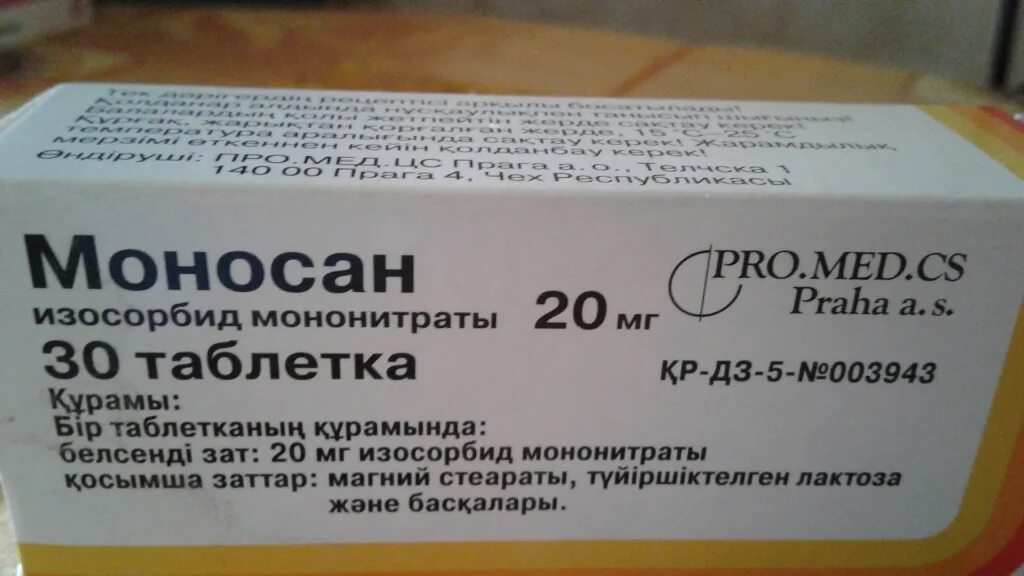 Тек дәрігердің рецептісі арқылы босатылады!
Қолданар алдында нұсқаулықпен танысып шығыңыз!
Балалардың қолы жетпейтін жерде сақтау керек!
Құрғақ, жарықтан қорғалған жерде, 15°С, 25
температура аралығында сақтау керек! Жарамдылық
мерзімі өткеннен кейін қолданбау керек!
Өндіруші: ПРО.МЕД.ЦС Прага а.о., Телчска 1
140 00 Прага 4, Чех Республикасы
Моносан
изосорбид мононитраты 20 мг
30 таблетка
PRO.MED.CS
Praha a.s.
ҚР-ДЗ-5-№003943
Құрамы:
Бір таблетканың құрамында:
белсенді зат: 20 мг изосорбид мононитраты
қосымша заттар: магний стеараты, түйіршіктелген лактоза
және басқалары.